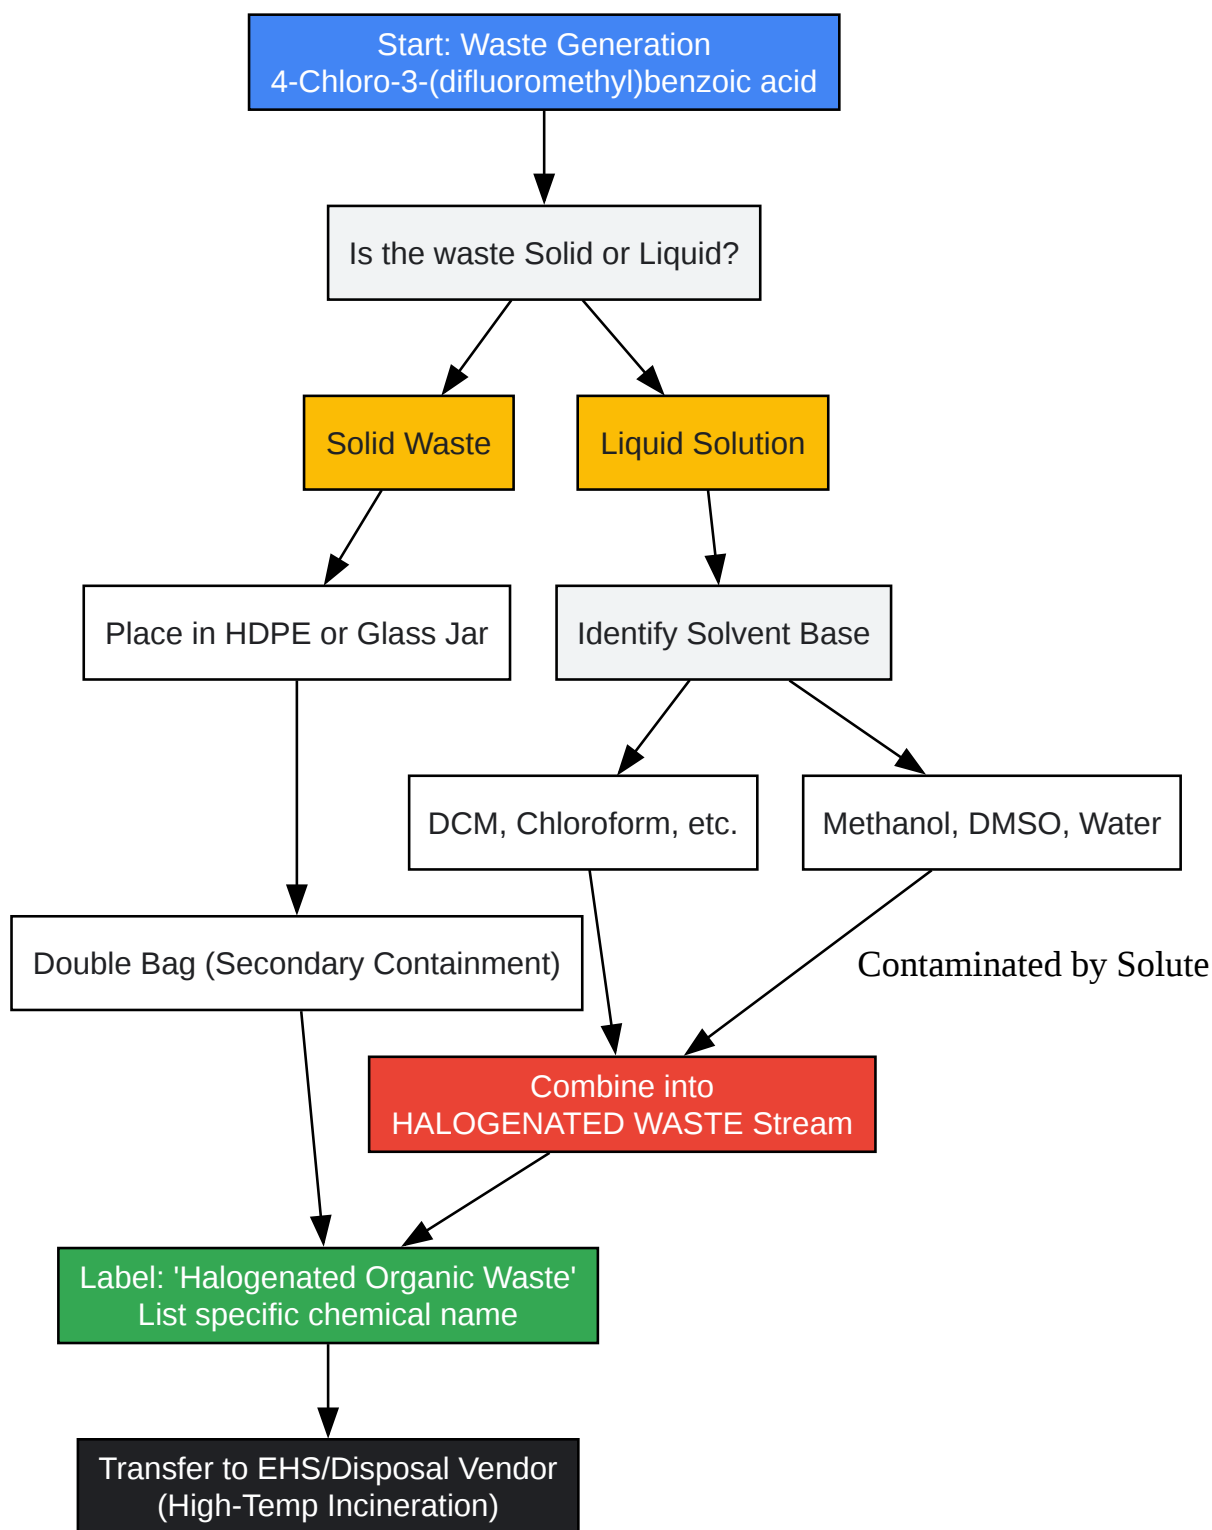 Start: Waste Generation
4-Chloro-3-(difluoromethyl)benzoic acid
Is the waste Solid or Liquid?
Solid Waste
Liquid Solution
Place in HDPE or Glass Jar
Identify Solvent Base
DCM, Chloroform, etc.
Methanol, DMSO, Water
Double Bag (Secondary Containment)
Contaminated by Solute
Combine into
HALOGENATED WASTE Stream
Label: 'Halogenated Organic Waste'
List specific chemical name
Transfer to EHS/Disposal Vendor
(High-Temp Incineration)